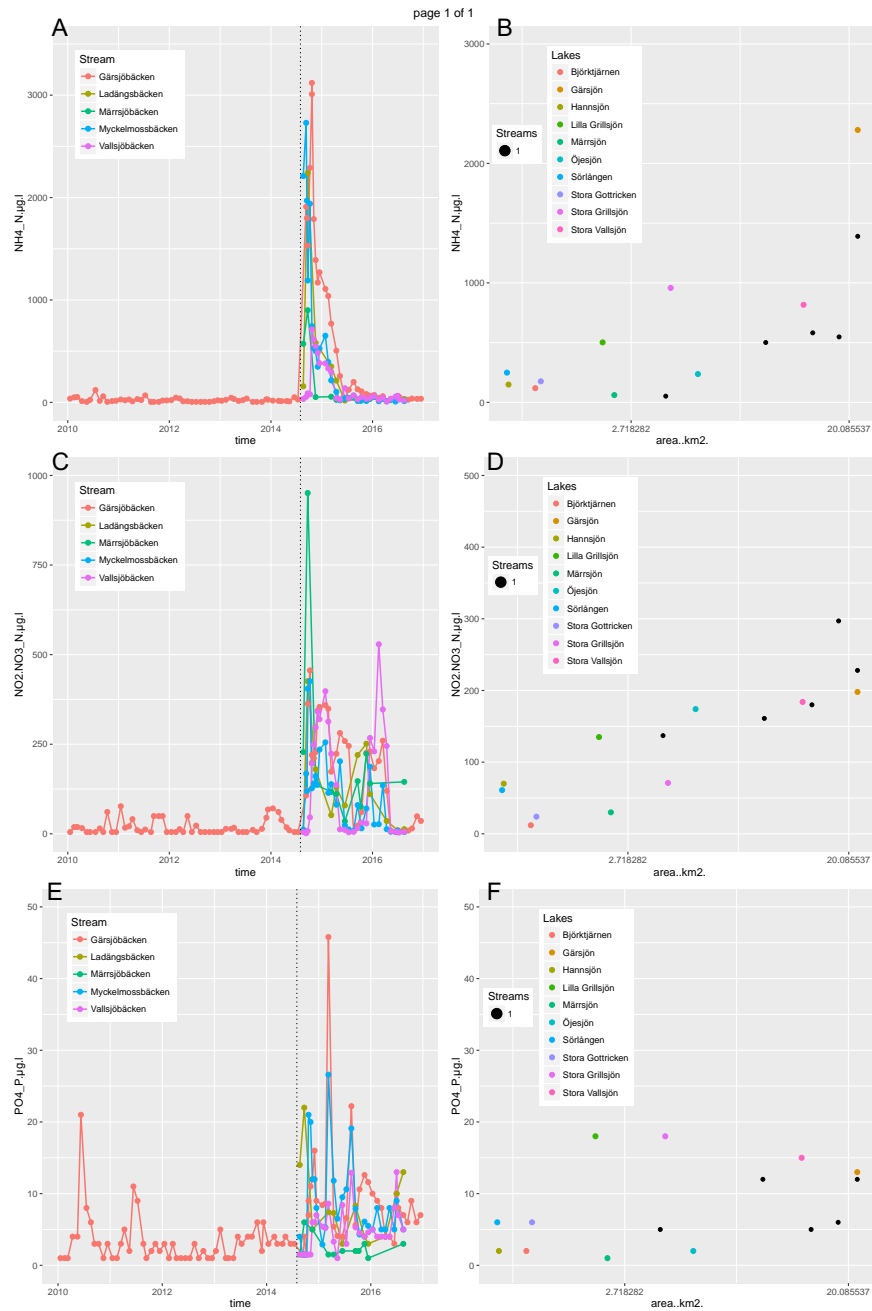 page 1 of 1
A
Stream
Gärsjöbäcken
Ladängsbäcken
Märrsjöbäcken
Myckelmossbäcken
Vallsjöbäcken
3000
2000
1000
0
NH4_N.µg.l
2010
2012
2014
2016
time
B
Lakes
Björktjärnen
Gärsjön
Hannsjön
Lilla Grillsjön
Märrsjön
Öjesjön
Sörlången
Stora Gottricken
Stora Grillsjön
Stora Vallsjön
Streams
1
3000
2000
1000
0
NH4_N.µg.l
2.718282
20.085537
area..km2.
C
Stream
Gärsjöbäcken
Ladängsbäcken
Märrsjöbäcken
Myckelmossbäcken
Vallsjöbäcken
1000
750
500
250
0
NO2.NO3_N.µg.l
2010
2012
2014
2016
time
D
Lakes
Björktjärnen
Gärsjön
Hannsjön
Lilla Grillsjön
Märrsjön
Öjesjön
Sörlången
Stora Gottricken
Stora Grillsjön
Stora Vallsjön
Streams
1
500
400
300
200
100
0
NO2.NO3_N.µg.l
2.718282
20.085537
area..km2.
E
Stream
Gärsjöbäcken
Ladängsbäcken
Märrsjöbäcken
Myckelmossbäcken
Vallsjöbäcken
50
40
30
20
10
0
PO4_P.µg.l
2010
2012
2014
2016
time
F
Lakes
Björktjärnen
Gärsjön
Hannsjön
Lilla Grillsjön
Märrsjön
Öjesjön
Sörlången
Stora Gottricken
Stora Grillsjön
Stora Vallsjön
Streams
1
50
40
30
20
10
0
PO4_P.µg.l
2.718282
20.085537
area..km2.